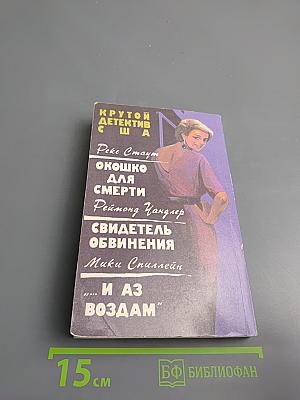 КРУТОЙ
ДЕТЕКТИВ
США
Рекс Стаут
ОКОШКО
ДЛЯ
СМЕРТИ
Реймонд Чандлер
СВИДЕТЕЛЬ
ОБВИНЕНИЯ
Мики Спиллейн
„... И АЗ
ВОЗДАМ"
15 см
БФ БИБЛИОФАН